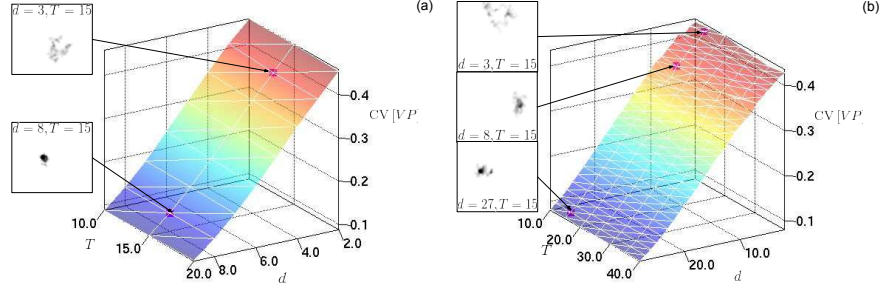 (a)
d = 3, T = 15
d = 8, T = 15
0.4
CV [VP]
0.3
0.2
0.1
10.0
T
15.0
20.0
8.0
6.0
d
4.0
2.0
(b)
d = 3, T = 15
d = 8, T = 15
d = 27, T = 15
0.4
CV [VP]
0.3
0.2
0.1
10.0
T
20.0
30.0
40.0
20.0
d
10.0